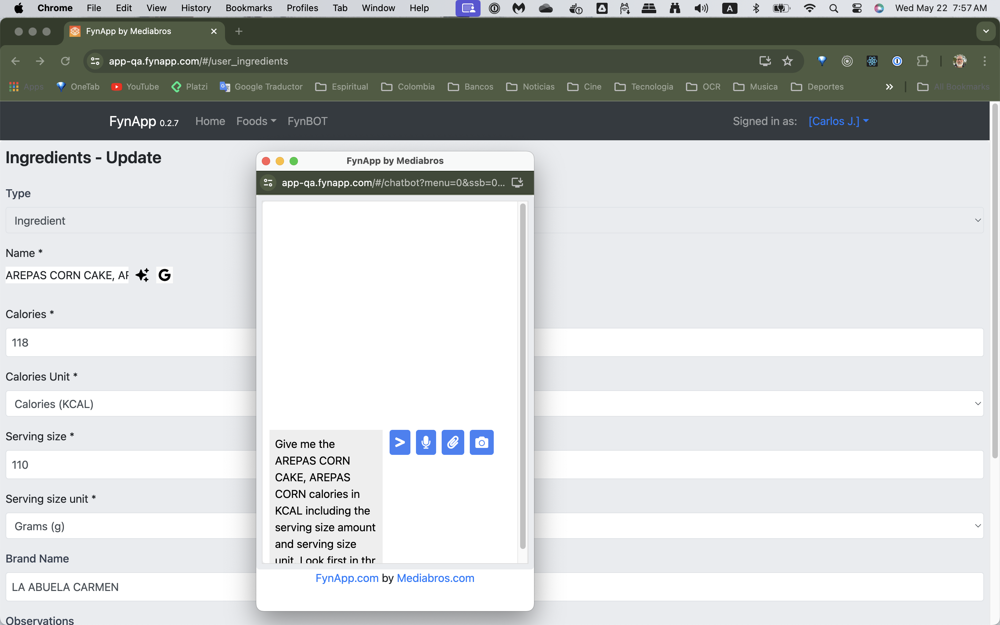 Chrome File Edit View History Bookmarks Profiles Tab Window Help A Wed May 22 7:57 AM
FynApp by Mediabros
app-qa.fynapp.com/#/user_ingredients
Apps OneTab YouTube Platzi Google Traductor Espiritual Colombia Bancos Noticias Cine Tecnologia OCR Musica Deportes All Bookmarks
FynApp 0.2.7 Home Foods FynBOT Signed in as: [Carlos J.]
Ingredients - Update
Type
Ingredient
Name *
AREPAS CORN CAKE, AR
Calories *
118
Calories Unit *
Calories (KCAL)
Serving size *
110
Serving size unit *
Grams (g)
Brand Name
LA ABUELA CARMEN
Observations
FynApp by Mediabros
app-qa.fynapp.com/#/chatbot?menu=0&ssb=0...
Give me the
AREPAS CORN
CAKE, AREPAS
CORN calories in
KCAL including the
serving size amount
and serving size
unit. Look first in thr
FynApp.com by Mediabros.com